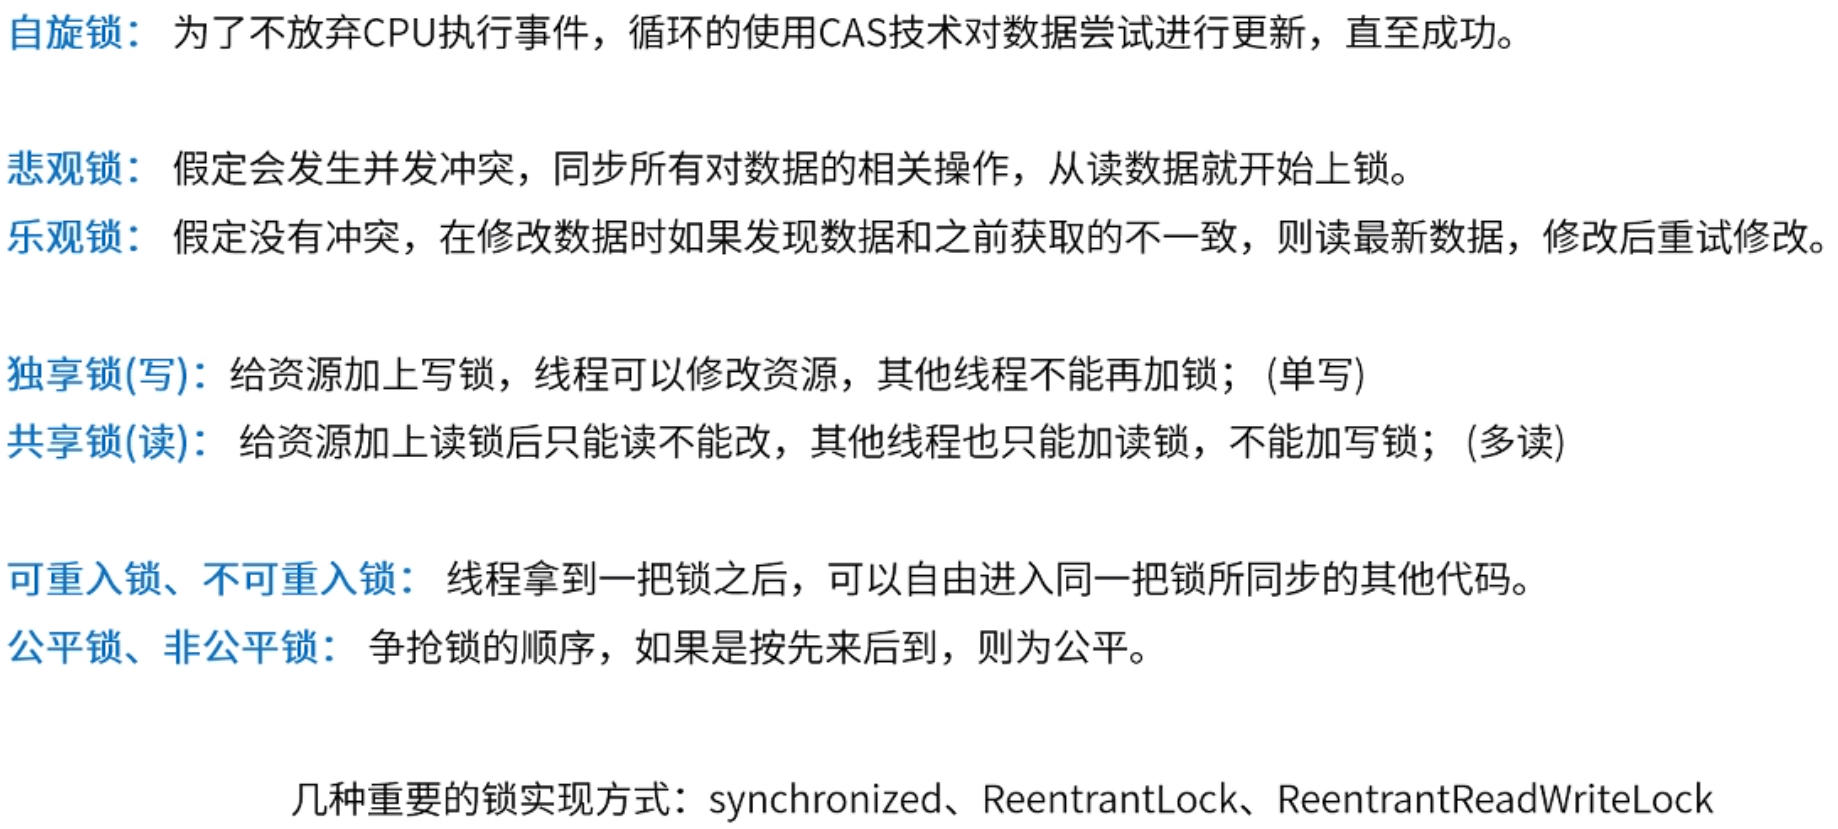 自旋锁： 为了不放弃CPU执行事件，循环的使用CAS技术对数据尝试进行更新，直至成功。
悲观锁： 假定会发生并发冲突，同步所有对数据的相关操作，从读数据就开始上锁。
乐观锁： 假定没有冲突，在修改数据时如果发现数据和之前获取的不一致，则读最新数据，修改后重试修改。
独享锁(写)：给资源加上写锁，线程可以修改资源，其他线程不能再加锁； (单写)
共享锁(读)： 给资源加上读锁后只能读不能改，其他线程也只能加读锁，不能加写锁； (多读)
可重入锁、不可重入锁： 线程拿到一把锁之后，可以自由进入同一把锁所同步的其他代码。
公平锁、非公平锁： 争抢锁的顺序，如果是按先来后到，则为公平。
几种重要的锁实现方式：synchronized、ReentrantLock、ReentrantReadWriteLock